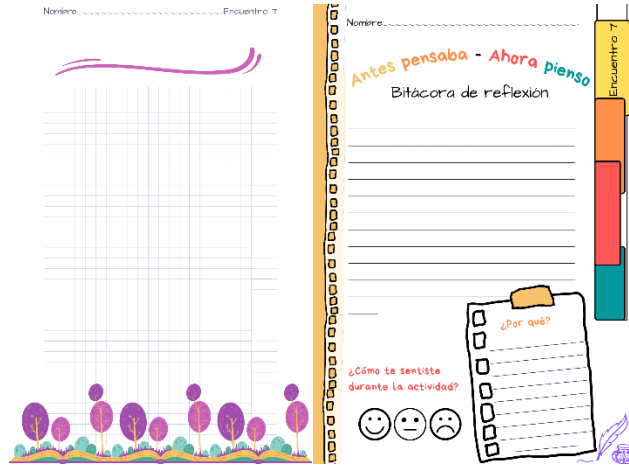 Nombre
Encuentro 7
Nombre
Antes pensaba - Ahora pienso
Bitácora de reflexión
Encuentro 7
¿Por qué?
¿Cómo te sentiste
durante la actividad?